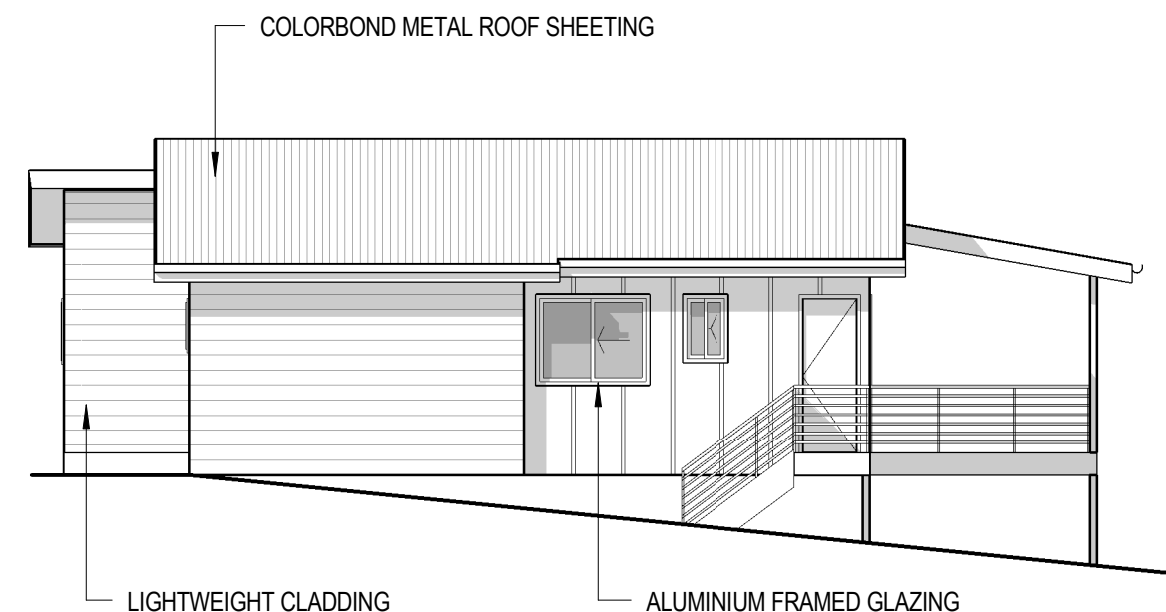 COLORBOND METAL ROOF SHEETING
LIGHTWEIGHT CLADDING
ALUMINIUM FRAMED GLAZING